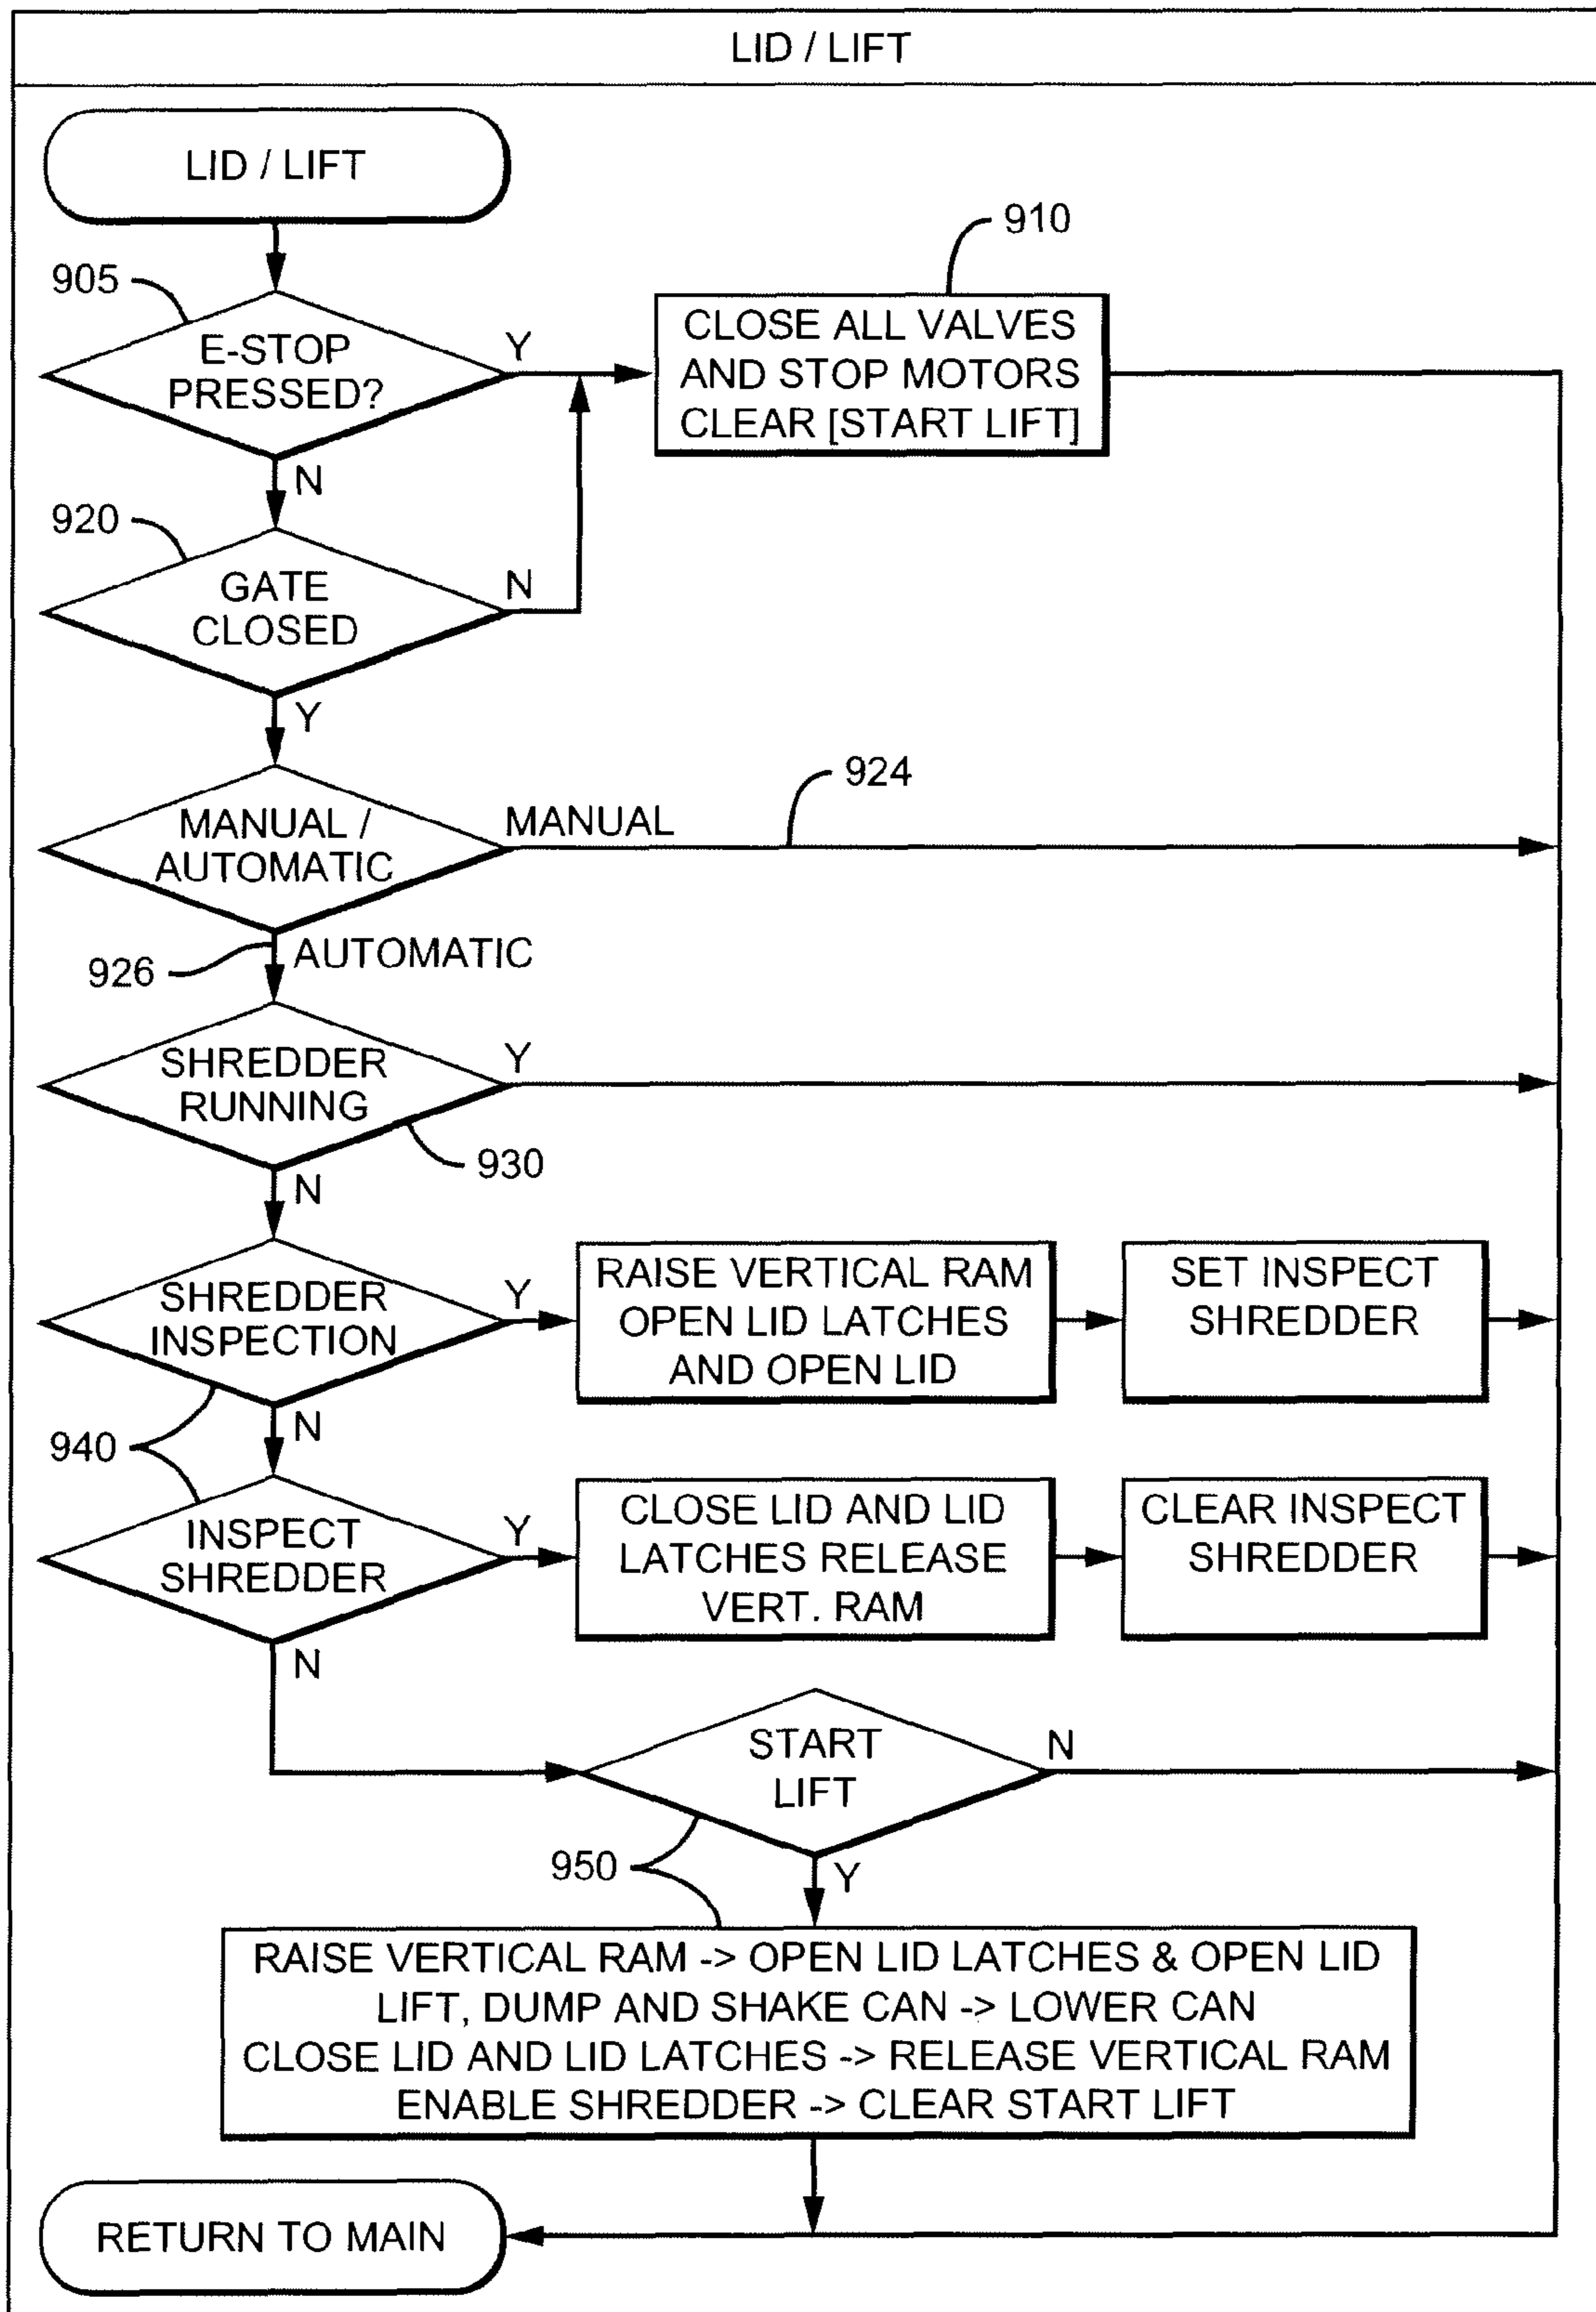 LID / LIFT
LID / LIFT
910
905
E-STOP
PRESSED?
Y
CLOSE ALL VALVES
AND STOP MOTORS
CLEAR [START LIFT]
N
920
GATE
CLOSED
N
Y
924
MANUAL /
AUTOMATIC
MANUAL
AUTOMATIC
926
SHREDDER
RUNNING
Y
930
N
SHREDDER
INSPECTION
Y
RAISE VERTICAL RAM
OPEN LID LATCHES
AND OPEN LID
SET INSPECT
SHREDDER
N
940
INSPECT
SHREDDER
Y
CLOSE LID AND LID
LATCHES RELEASE
VERT. RAM
CLEAR INSPECT
SHREDDER
N
START
LIFT
N
950
Y
RAISE VERTICAL RAM -> OPEN LID LATCHES & OPEN LID
LIFT, DUMP AND SHAKE CAN -> LOWER CAN
CLOSE LID AND LID LATCHES -> RELEASE VERTICAL RAM
ENABLE SHREDDER -> CLEAR START LIFT
RETURN TO MAIN